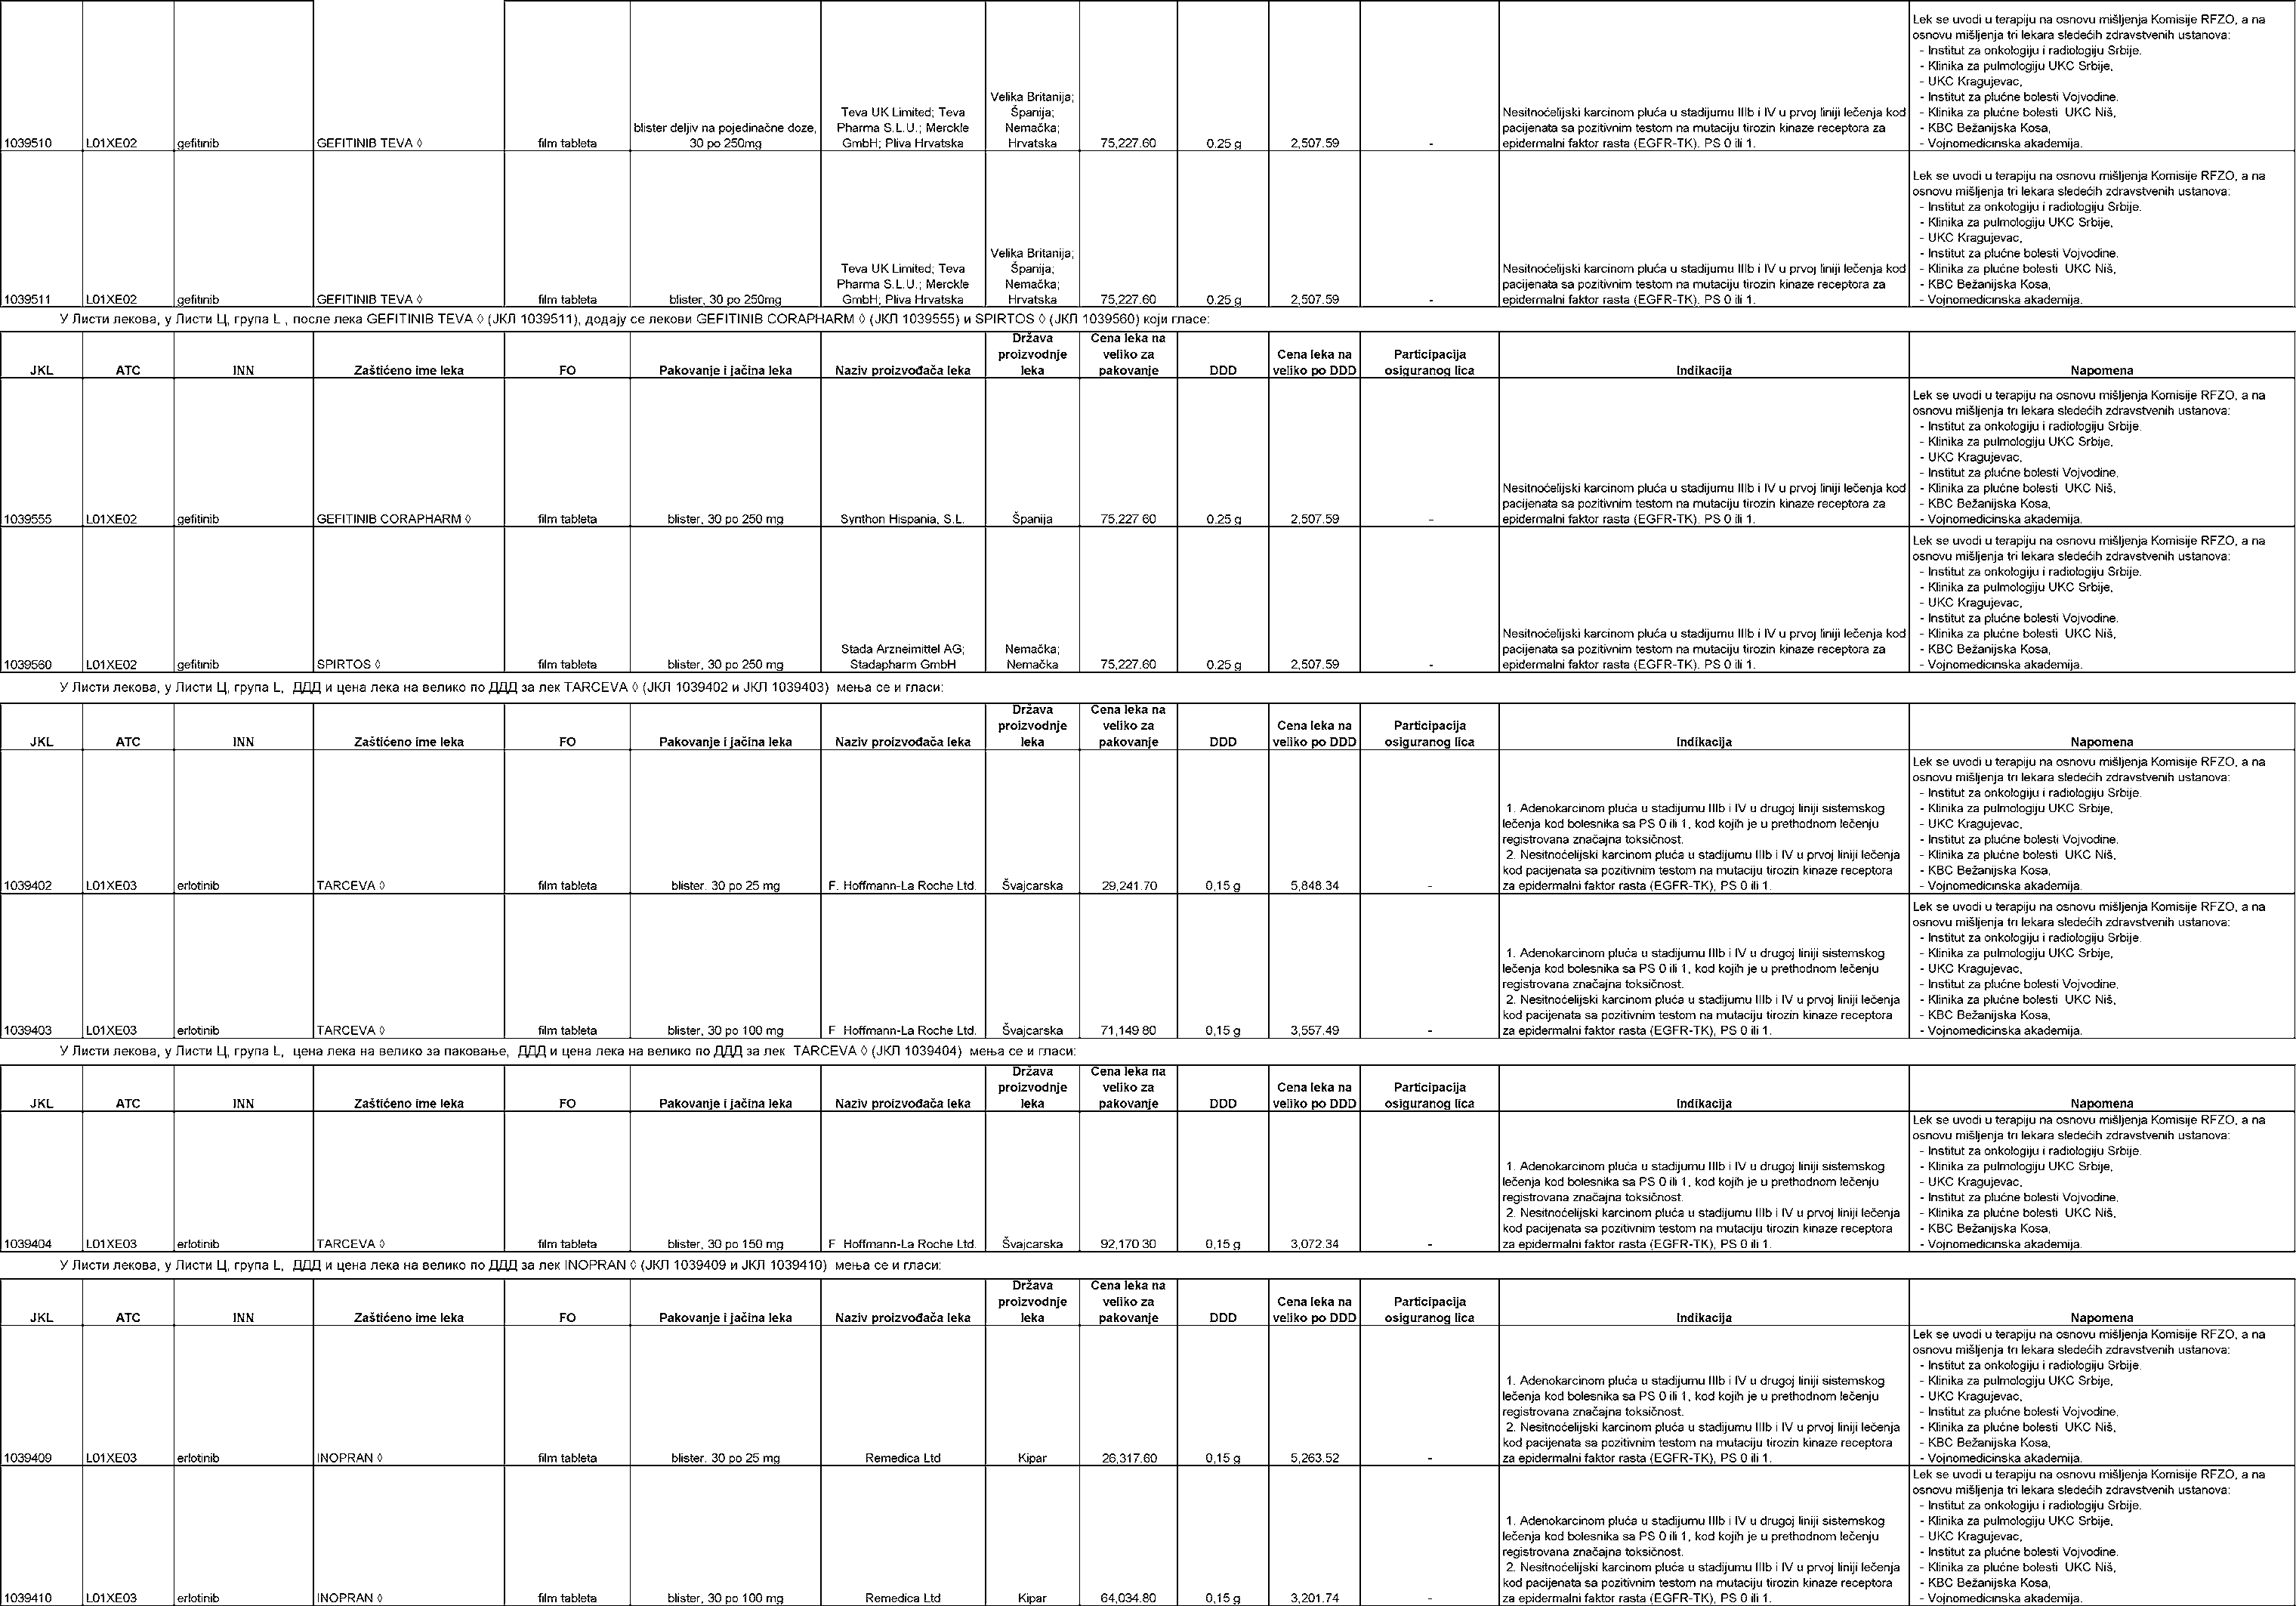 Lek se uvodi u terapiju na osnovu mišljenja Komisije RFZO, a na
osnovu mišljenja tri lekara sledećih zdravstvenih ustanova:
- Institut za onkologiju i radiologiju Srbije,
- Klinika za pulmologiju UKC Srbije,
- UKC Kragujevac,
- Institut za plućne bolesti Vojvodine,
- Klinika za plućne bolesti UKC Niš,
- KBC Bežanijska Kosa,
- Vojnomedicinska akademija.
1039510 L01XE02 gefitinib GEFITINIB TEVA ◊ film tableta
blister deljiv na pojedinačne doze,
30 po 250mg
Teva UK Limited; Teva
Pharma S.L.U.; Merckle
GmbH; Pliva Hrvatska
Velika Britanija;
Španija;
Nemačka;
Hrvatska
75,227.60 0.25 g 2,507.59 -
Nesitnoćelijski karcinom pluća u stadijumu IIIb i IV u prvoj liniji lečenja kod
pacijenata sa pozitivnim testom na mutaciju tirozin kinaze receptora za
epidermalni faktor rasta (EGFR-TK). PS 0 ili 1.
Lek se uvodi u terapiju na osnovu mišljenja Komisije RFZO, a na
osnovu mišljenja tri lekara sledećih zdravstvenih ustanova:
- Institut za onkologiju i radiologiju Srbije,
- Klinika za pulmologiju UKC Srbije,
- UKC Kragujevac,
- Institut za plućne bolesti Vojvodine,
- Klinika za plućne bolesti UKC Niš,
- KBC Bežanijska Kosa,
- Vojnomedicinska akademija.
1039511 L01XE02 gefitinib GEFITINIB TEVA ◊ film tableta blister, 30 po 250mg
Teva UK Limited; Teva
Pharma S.L.U.; Merckle
GmbH; Pliva Hrvatska
Velika Britanija;
Španija;
Nemačka;
Hrvatska
75,227.60 0.25 g 2,507.59 -
Nesitnoćelijski karcinom pluća u stadijumu IIIb i IV u prvoj liniji lečenja kod
pacijenata sa pozitivnim testom na mutaciju tirozin kinaze receptora za
epidermalni faktor rasta (EGFR-TK). PS 0 ili 1.
У Листи лекова, у Листи Ц, група L , после лека GEFITINIB TEVA ◊ (ЈКЛ 1039511), додају се лекови GEFITINIB CORAPHARM ◊ (ЈКЛ 1039555) и SPIRTOS ◊ (ЈКЛ 1039560) који гласе:
JKL ATC INN Zaštićeno ime leka FO Pakovanje i jačina leka Naziv proizvođača leka
Država
proizvodnje
leka
Cena leka na
veliko za
pakovanje
DDD
Cena leka na
veliko po DDD
Participacija
osiguranog lica
Indikacija Napomena
Lek se uvodi u terapiju na osnovu mišljenja Komisije RFZO, a na
osnovu mišljenja tri lekara sledećih zdravstvenih ustanova:
- Institut za onkologiju i radiologiju Srbije,
- Klinika za pulmologiju UKC Srbije,
- UKC Kragujevac,
- Institut za plućne bolesti Vojvodine,
- Klinika za plućne bolesti UKC Niš,
- KBC Bežanijska Kosa,
- Vojnomedicinska akademija.
1039555 L01XE02 gefitinib GEFITINIB CORAPHARM ◊ film tableta blister, 30 po 250 mg Synthon Hispania, S.L. Španija 75,227.60 0.25 g 2,507.59 -
Nesitnoćelijski karcinom pluća u stadijumu IIIb i IV u prvoj liniji lečenja kod
pacijenata sa pozitivnim testom na mutaciju tirozin kinaze receptora za
epidermalni faktor rasta (EGFR-TK). PS 0 ili 1.
Lek se uvodi u terapiju na osnovu mišljenja Komisije RFZO, a na
osnovu mišljenja tri lekara sledećih zdravstvenih ustanova:
- Institut za onkologiju i radiologiju Srbije,
- Klinika za pulmologiju UKC Srbije,
- UKC Kragujevac,
- Institut za plućne bolesti Vojvodine,
- Klinika za plućne bolesti UKC Niš,
- KBC Bežanijska Kosa,
- Vojnomedicinska akademija.
1039560 L01XE02 gefitinib SPIRTOS ◊ film tableta blister, 30 po 250 mg
Stada Arzneimittel AG;
Stadapharm GmbH
Nemačka;
Nemačka
75,227.60 0.25 g 2,507.59 -
Nesitnoćelijski karcinom pluća u stadijumu IIIb i IV u prvoj liniji lečenja kod
pacijenata sa pozitivnim testom na mutaciju tirozin kinaze receptora za
epidermalni faktor rasta (EGFR-TK). PS 0 ili 1.
У Листи лекова, у Листи Ц, група L, ДДД и цена лека на велико по ДДД за лек TARCEVA ◊ (ЈКЛ 1039402 и ЈКЛ 1039403) мења се и гласи:
JKL ATC INN Zaštićeno ime leka FO Pakovanje i jačina leka Naziv proizvođača leka
Država
proizvodnje
leka
Cena leka na
veliko za
pakovanje
DDD
Cena leka na
veliko po DDD
Participacija
osiguranog lica
Indikacija Napomena
Lek se uvodi u terapiju na osnovu mišljenja Komisije RFZO, a na
osnovu mišljenja tri lekara sledećih zdravstvenih ustanova:
- Institut za onkologiju i radiologiju Srbije,
- Klinika za pulmologiju UKC Srbije,
- UKC Kragujevac,
- Institut za plućne bolesti Vojvodine,
- Klinika za plućne bolesti UKC Niš,
- KBC Bežanijska Kosa,
- Vojnomedicinska akademija.
1039402 L01XE03 erlotinib TARCEVA ◊ film tableta blister, 30 po 25 mg F. Hoffmann-La Roche Ltd. Švajcarska 29,241.70 0,15 g 5,848.34 -
1. Adenokarcinom pluća u stadijumu IIIb i IV u drugoj liniji sistemskog
lečenja kod bolesnika sa PS 0 ili 1, kod kojih je u prethodnom lečenju
registrovana značajna toksičnost.
2. Nesitnoćelijski karcinom pluća u stadijumu IIIb i IV u prvoj liniji lečenja
kod pacijenata sa pozitivnim testom na mutaciju tirozin kinaze receptora
za epidermalni faktor rasta (EGFR-TK), PS 0 ili 1.
Lek se uvodi u terapiju na osnovu mišljenja Komisije RFZO, a na
osnovu mišljenja tri lekara sledećih zdravstvenih ustanova:
- Institut za onkologiju i radiologiju Srbije,
- Klinika za pulmologiju UKC Srbije,
- UKC Kragujevac,
- Institut za plućne bolesti Vojvodine,
- Klinika za plućne bolesti UKC Niš,
- KBC Bežanijska Kosa,
- Vojnomedicinska akademija.
1039403 L01XE03 erlotinib TARCEVA ◊ film tableta blister, 30 po 100 mg F. Hoffmann-La Roche Ltd. Švajcarska 71,149.80 0,15 g 3,557.49 -
1. Adenokarcinom pluća u stadijumu IIIb i IV u drugoj liniji sistemskog
lečenja kod bolesnika sa PS 0 ili 1, kod kojih je u prethodnom lečenju
registrovana značajna toksičnost.
2. Nesitnoćelijski karcinom pluća u stadijumu IIIb i IV u prvoj liniji lečenja
kod pacijenata sa pozitivnim testom na mutaciju tirozin kinaze receptora
za epidermalni faktor rasta (EGFR-TK), PS 0 ili 1.
У Листи лекова, у Листи Ц, група L, цена лека на велико за паковање, ДДД и цена лека на велико по ДДД за лек TARCEVA ◊ (ЈКЛ 1039404) мења се и гласи:
JKL ATC INN Zaštićeno ime leka FO Pakovanje i jačina leka Naziv proizvođača leka
Država
proizvodnje
leka
Cena leka na
veliko za
pakovanje
DDD
Cena leka na
veliko po DDD
Participacija
osiguranog lica
Indikacija Napomena
Lek se uvodi u terapiju na osnovu mišljenja Komisije RFZO, a na
osnovu mišljenja tri lekara sledećih zdravstvenih ustanova:
- Institut za onkologiju i radiologiju Srbije,
- Klinika za pulmologiju UKC Srbije,
- UKC Kragujevac,
- Institut za plućne bolesti Vojvodine,
- Klinika za plućne bolesti UKC Niš,
- KBC Bežanijska Kosa,
- Vojnomedicinska akademija.
1039404 L01XE03 erlotinib TARCEVA ◊ film tableta blister, 30 po 150 mg F. Hoffmann-La Roche Ltd. Švajcarska 92,170.30 0,15 g 3,072.34 -
1. Adenokarcinom pluća u stadijumu IIIb i IV u drugoj liniji sistemskog
lečenja kod bolesnika sa PS 0 ili 1, kod kojih je u prethodnom lečenju
registrovana značajna toksičnost.
2. Nesitnoćelijski karcinom pluća u stadijumu IIIb i IV u prvoj liniji lečenja
kod pacijenata sa pozitivnim testom na mutaciju tirozin kinaze receptora
za epidermalni faktor rasta (EGFR-TK), PS 0 ili 1.
У Листи лекова, у Листи Ц, група L, ДДД и цена лека на велико по ДДД за лек INOPRAN ◊ (ЈКЛ 1039409 и ЈКЛ 1039410) мења се и гласи:
JKL ATC INN Zaštićeno ime leka FO Pakovanje i jačina leka Naziv proizvođača leka
Država
proizvodnje
leka
Cena leka na
veliko za
pakovanje
DDD
Cena leka na
veliko po DDD
Participacija
osiguranog lica
Indikacija Napomena
Lek se uvodi u terapiju na osnovu mišljenja Komisije RFZO, a na
osnovu mišljenja tri lekara sledećih zdravstvenih ustanova:
- Institut za onkologiju i radiologiju Srbije,
- Klinika za pulmologiju UKC Srbije,
- UKC Kragujevac,
- Institut za plućne bolesti Vojvodine,
- Klinika za plućne bolesti UKC Niš,
- KBC Bežanijska Kosa,
- Vojnomedicinska akademija.
1039409 L01XE03 erlotinib INOPRAN ◊ film tableta blister, 30 po 25 mg Remedica Ltd Kipar 26,317.60 0,15 g 5,263.52 -
1. Adenokarcinom pluća u stadijumu IIIb i IV u drugoj liniji sistemskog
lečenja kod bolesnika sa PS 0 ili 1, kod kojih je u prethodnom lečenju
registrovana značajna toksičnost.
2. Nesitnoćelijski karcinom pluća u stadijumu IIIb i IV u prvoj liniji lečenja
kod pacijenata sa pozitivnim testom na mutaciju tirozin kinaze receptora
za epidermalni faktor rasta (EGFR-TK), PS 0 ili 1.
Lek se uvodi u terapiju na osnovu mišljenja Komisije RFZO, a na
osnovu mišljenja tri lekara sledećih zdravstvenih ustanova:
- Institut za onkologiju i radiologiju Srbije,
- Klinika za pulmologiju UKC Srbije,
- UKC Kragujevac,
- Institut za plućne bolesti Vojvodine,
- Klinika za plućne bolesti UKC Niš,
- KBC Bežanijska Kosa,
- Vojnomedicinska akademija.
1039410 L01XE03 erlotinib INOPRAN ◊ film tableta blister, 30 po 100 mg Remedica Ltd Kipar 64,034.80 0,15 g 3,201.74 -
1. Adenokarcinom pluća u stadijumu IIIb i IV u drugoj liniji sistemskog
lečenja kod bolesnika sa PS 0 ili 1, kod kojih je u prethodnom lečenju
registrovana značajna toksičnost.
2. Nesitnoćelijski karcinom pluća u stadijumu IIIb i IV u prvoj liniji lečenja
kod pacijenata sa pozitivnim testom na mutaciju tirozin kinaze receptora
za epidermalni faktor rasta (EGFR-TK), PS 0 ili 1.